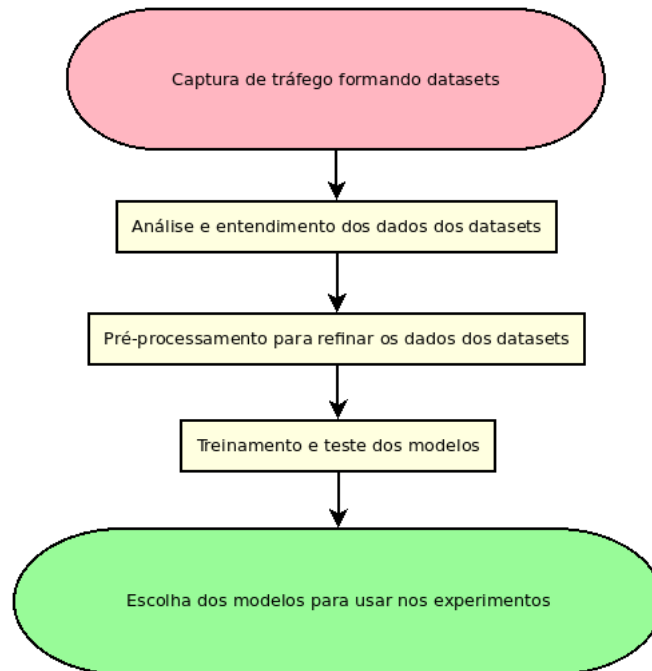 Captura de tráfego formando datasets
Análise e entendimento dos dados dos datasets
Pré-processamento para refinar os dados dos datasets
Treinamento e teste dos modelos
Escolha dos modelos para usar nos experimentos